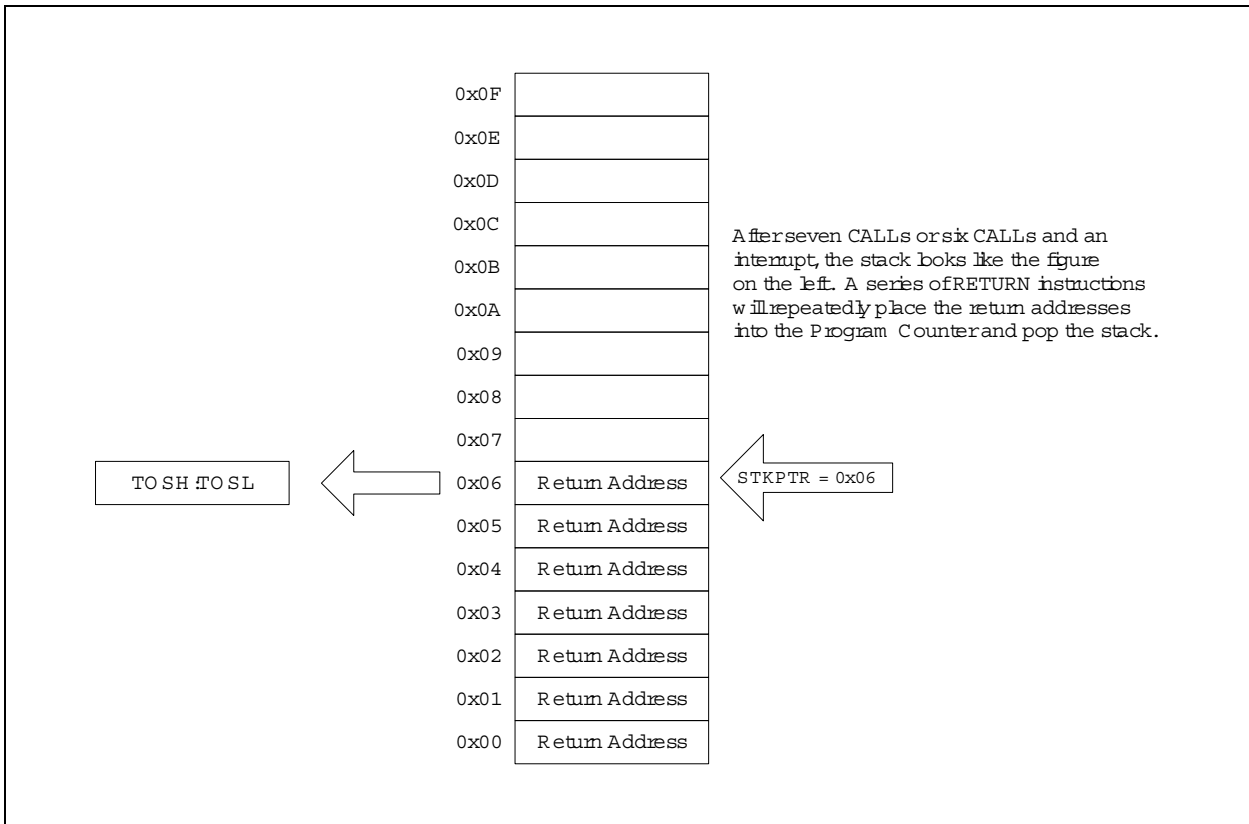 0x0F
0x0E
0x0D
0x0C
0x0B
0x0A
0x09
0x08
0x07
After seven CALLs or six CALLs and an
interrupt, the stack looks like the figure
on the left. A series of RETURN instructions
will repeatedly place the return addresses
into the Program Counter and pop the stack.
TOSH:TOSL
0x06 Return Address
STKPTR = 0x06
0x05 Return Address
0x04 Return Address
0x03 Return Address
0x02 Return Address
0x01 Return Address
0x00 Return Address